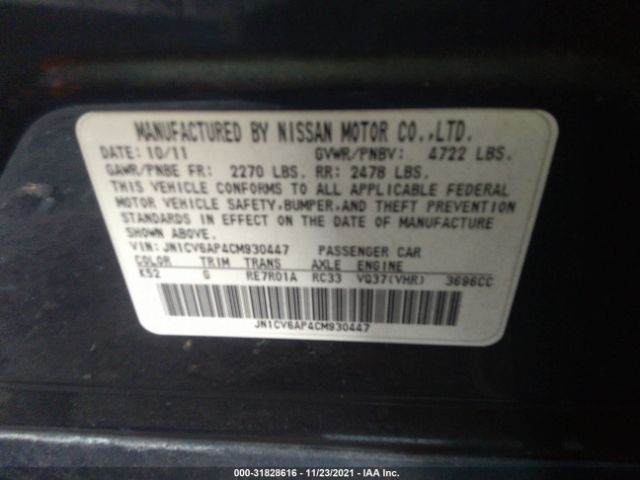 MANUFACTURED BY NISSAN MOTOR CO.,LTD.
DATE: 10/11 GVWR/PNBV: 4722 LBS.
GAWR/PNBE FR: 2270 LBS. RR: 2478 LBS.
THIS VEHICLE CONFORMS TO ALL APPLICABLE FEDERAL
MOTOR VEHICLE SAFETY,BUMPER,AND THEFT PREVENTION
STANDARDS IN EFFECT ON THE DATE OF MANUFACTURE
SHOWN ABOVE.
VIN: JN1CV6AP4CM930447 PASSENGER CAR
COLOR TRIM TRANS AXLE ENGINE
K52 G RE7R01A RC33 VQ37(VHR) 3696CC
JN1CV6AP4CM930447
000-31828616 - 11/23/2021 - IAA Inc.